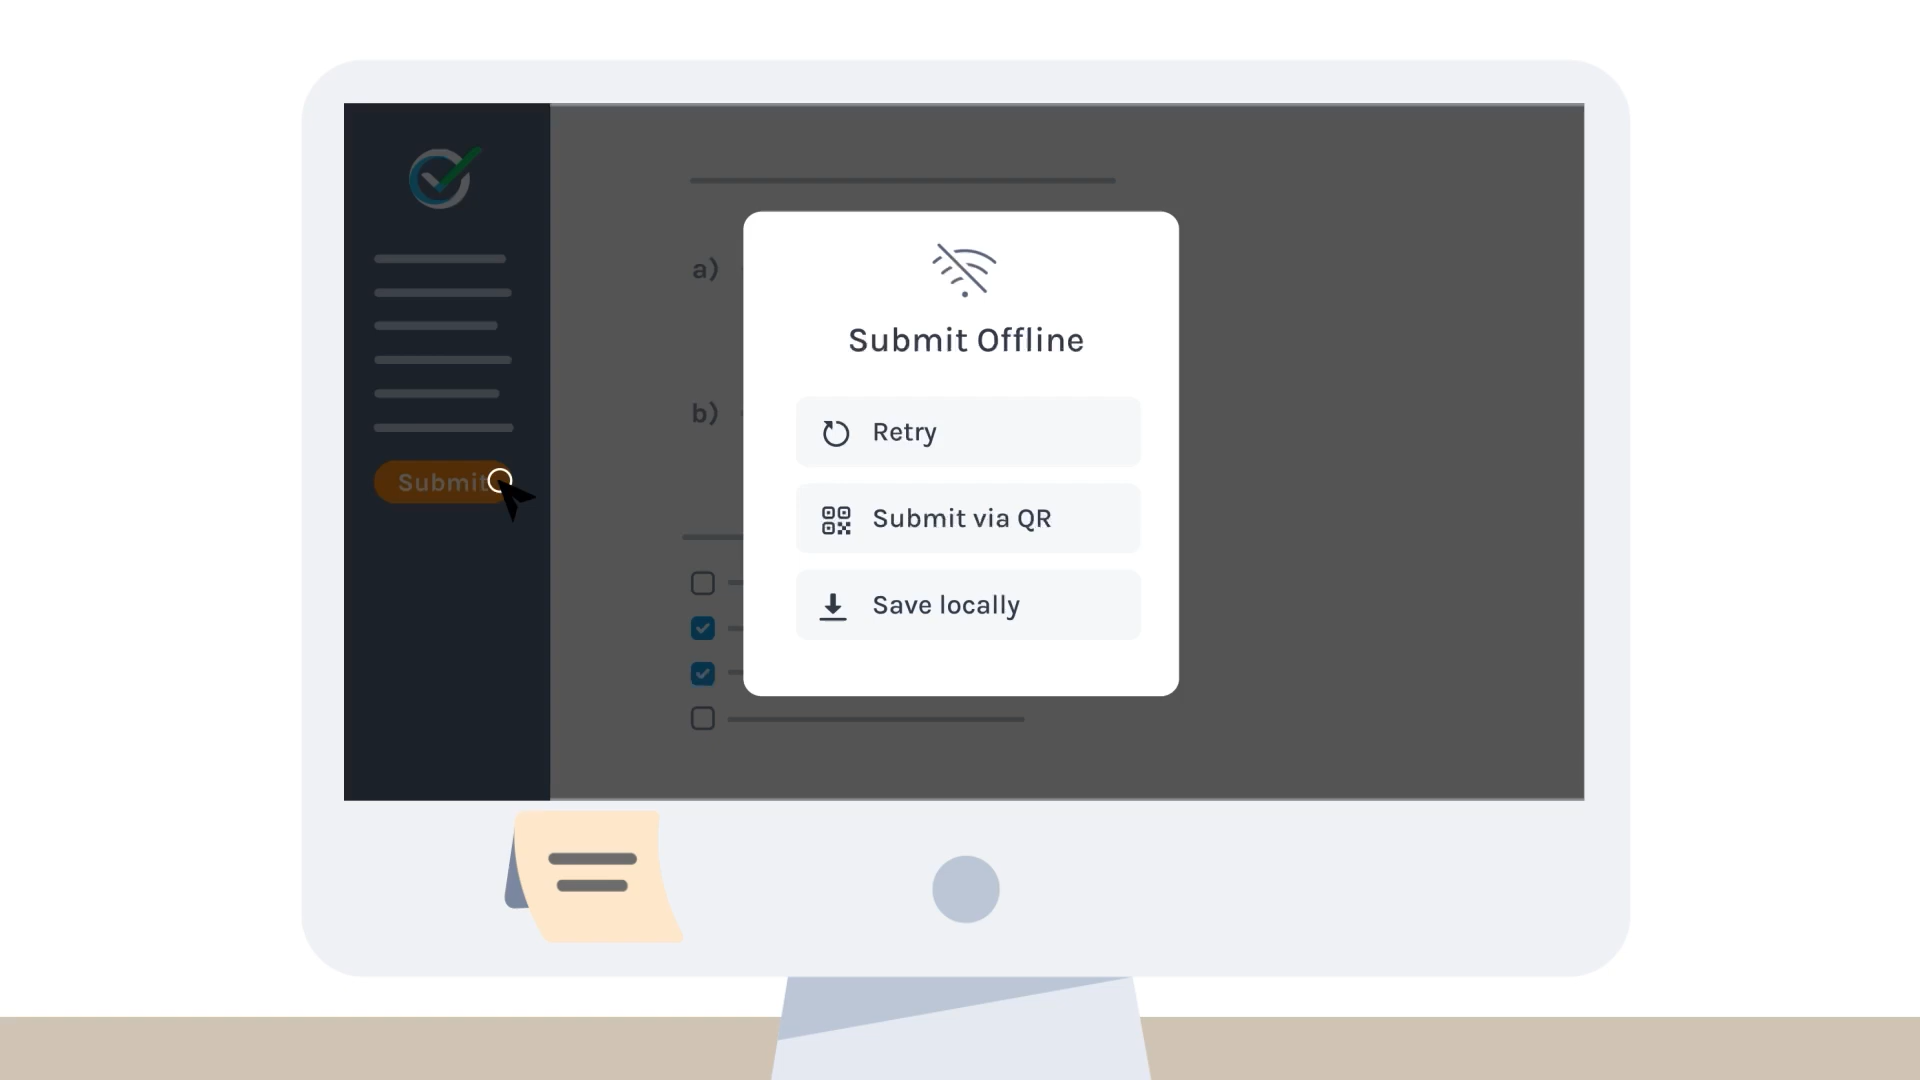 a)
b)
Submit
Submit Offline
Retry
Submit via QR
Save locally